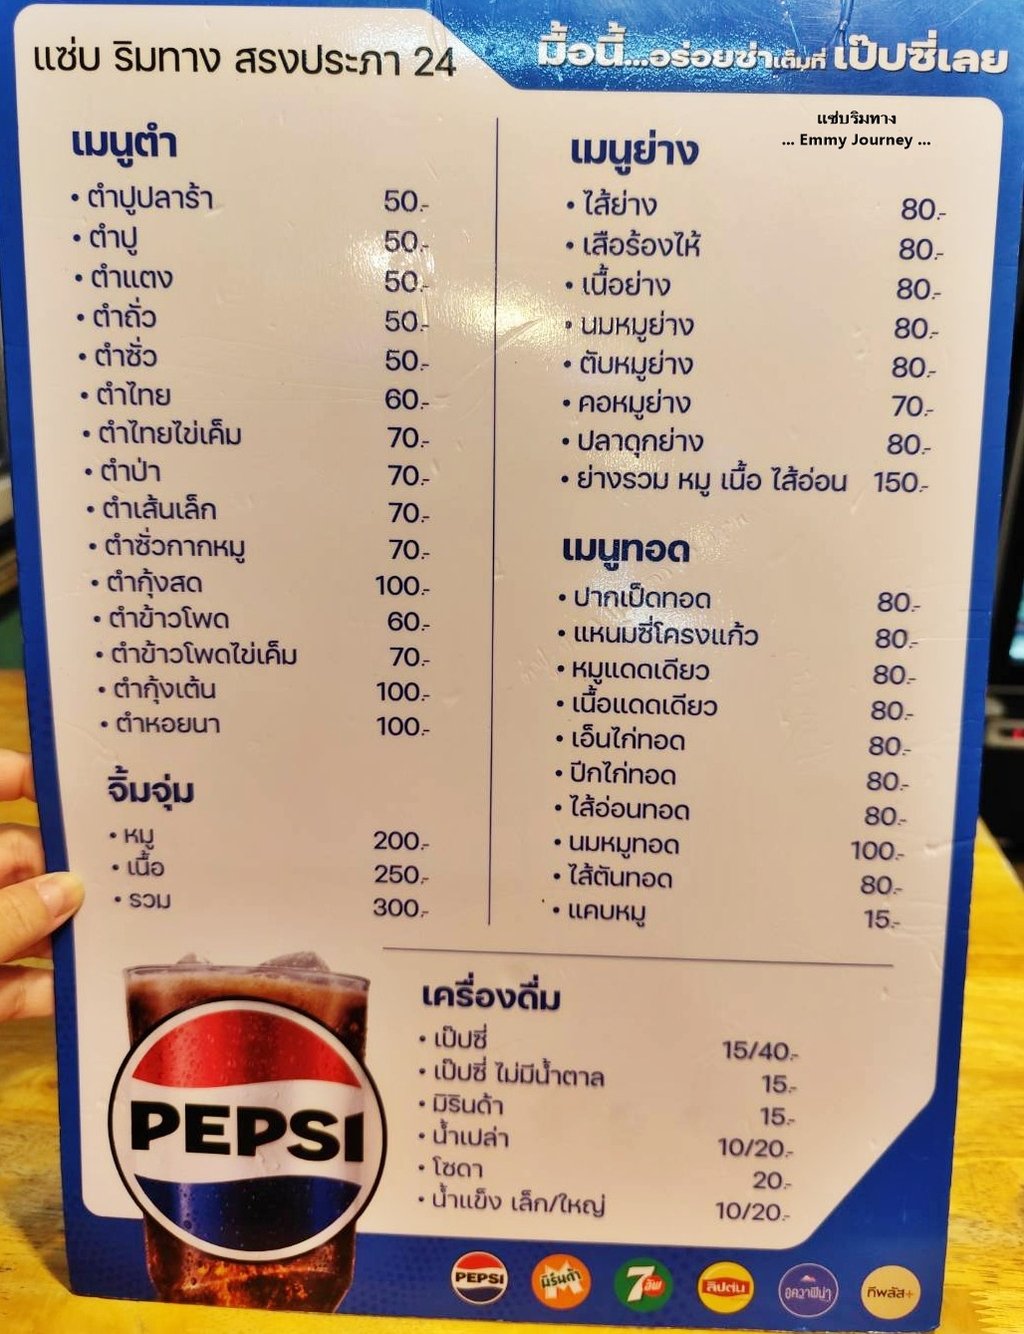 แซ่บ ริมทาง สรงประภา 24
มื้อนี้...อร่อยซ่าเต็มที่ เป๊ปซี่เลย
แซ่บริมทาง
... Emmy Journey ...
เมนูตำ
• ตำปูปลาร้า 50.-
• ตำปู 50.-
• ตำแตง 50.-
• ตำถั่ว 50.-
• ตำซั่ว 50.-
• ตำไทย 60.-
• ตำไทยไข่เค็ม 70.-
• ตำป่า 70.-
• ตำเส้นเล็ก 70.-
• ตำซั่วกากหมู 70.-
• ตำกุ้งสด 100.-
• ตำข้าวโพด 60.-
• ตำข้าวโพดไข่เค็ม 70.-
• ตำกุ้งเต้น 100.-
• ตำหอยนา 100.-
จิ้มจุ่ม
• หมู 200.-
• เนื้อ 250.-
• รวม 300.-
เมนูย่าง
• ไส้ย่าง 80.-
• เสือร้องไห้ 80.-
• เนื้อย่าง 80.-
• นมหมูย่าง 80.-
• ตับหมูย่าง 80.-
• คอหมูย่าง 70.-
• ปลาดุกย่าง 80.-
• ย่างรวม หมู เนื้อ ไส้อ่อน 150.-
เมนูทอด
• ปากเป็ดทอด 80.-
• แหนมซี่โครงแก้ว 80.-
• หมูแดดเดียว 80.-
• เนื้อแดดเดียว 80.-
• เอ็นไก่ทอด 80.-
• ปีกไก่ทอด 80.-
• ไส้อ่อนทอด 80.-
• นมหมูทอด 100.-
• ไส้ตันทอด 80.-
• แคบหมู 15.-
เครื่องดื่ม
• เป๊ปซี่ 15/40.-
• เป๊ปซี่ ไม่มีน้ำตาล 15.-
• มิรินด้า 15.-
• น้ำเปล่า 10/20.-
• โซดา 20.-
• น้ำแข็ง เล็ก/ใหญ่ 10/20.-
PEPSI
PEPSI
มิรินด้า
7 อัพ
ลิปตัน
อควาฟิน่า
ทีพลัส+